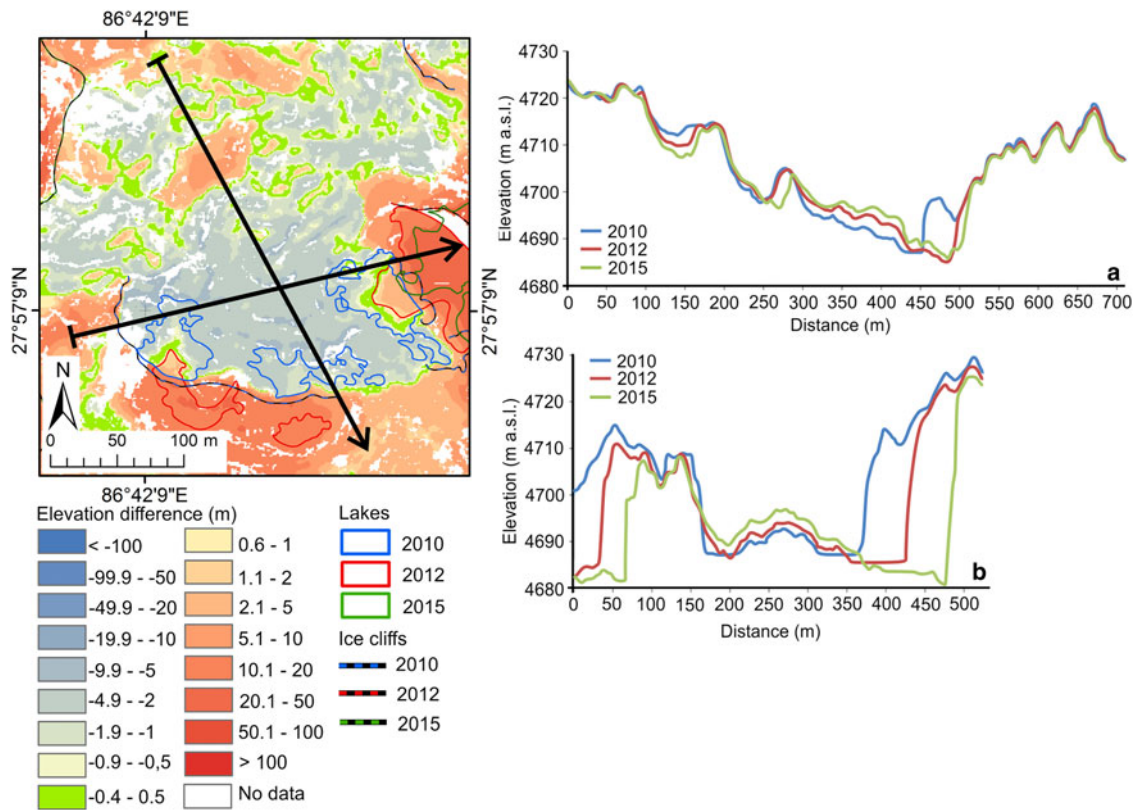 86°42'9"E
27°57'9"N
27°57'9"N
N
0 50 100 m
86°42'9"E
Elevation difference (m)
< -100
-99.9 - -50
-49.9 - -20
-19.9 - -10
-9.9 - -5
-4.9 - -2
-1.9 - -1
-0.9 - -0,5
-0.4 - 0.5
0.6 - 1
1.1 - 2
2.1 - 5
5.1 - 10
10.1 - 20
20.1 - 50
50.1 - 100
> 100
No data
Lakes
2010
2012
2015
Ice cliffs
2010
2012
2015
Elevation (m a.s.l.)
4730
4720
4710
4700
4690
4680
2010
2012
2015
a
0 50 100 150 200 250 300 350 400 450 500 550 600 650 700
Distance (m)
Elevation (m a.s.l.)
4730
4720
4710
4700
4690
4680
2010
2012
2015
b
0 50 100 150 200 250 300 350 400 450 500
Distance (m)